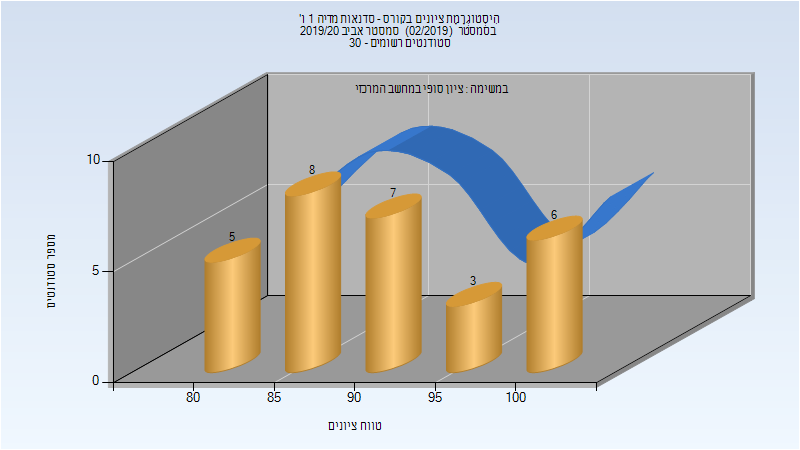 היסטוגרמת ציונים בקורס - סדנאות מדיה 1 ו'
בסמסטר (02/2019) סמסטר אביב 2019/20
סטודנטים רשומים - 30
במשימה : ציון סופי במחשב המרכזי
8
7
6
5
3
10
5
0
מספר סטודנטים
80 85 90 95 100
טווח ציונים